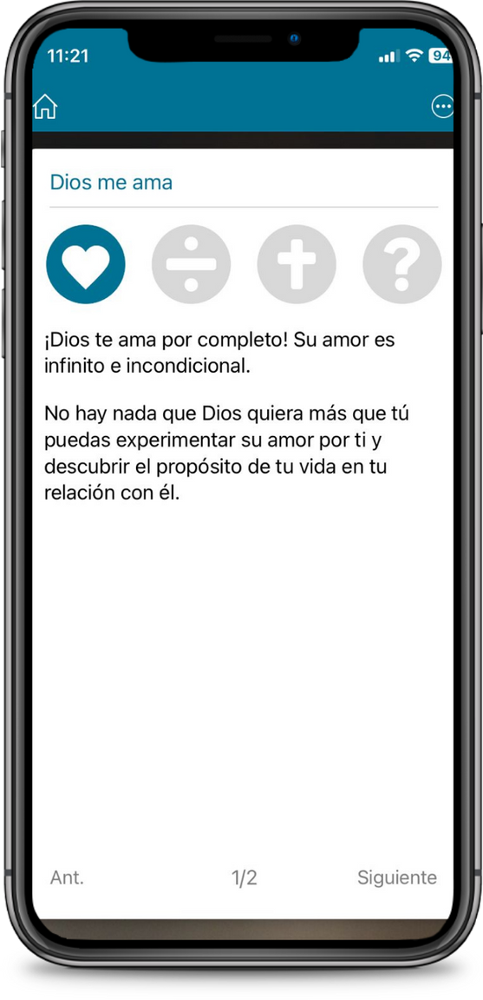 11:21
94
Dios me ama
¡Dios te ama por completo! Su amor es
infinito e incondicional.
No hay nada que Dios quiera más que tú
puedas experimentar su amor por ti y
descubrir el propósito de tu vida en tu
relación con él.
Ant.
1/2
Siguiente